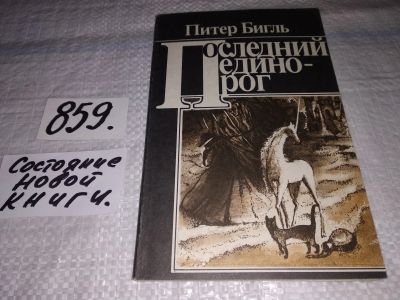 Питер Бигль
Последний
едино-
рог
859.
Состояние
новой
книги.